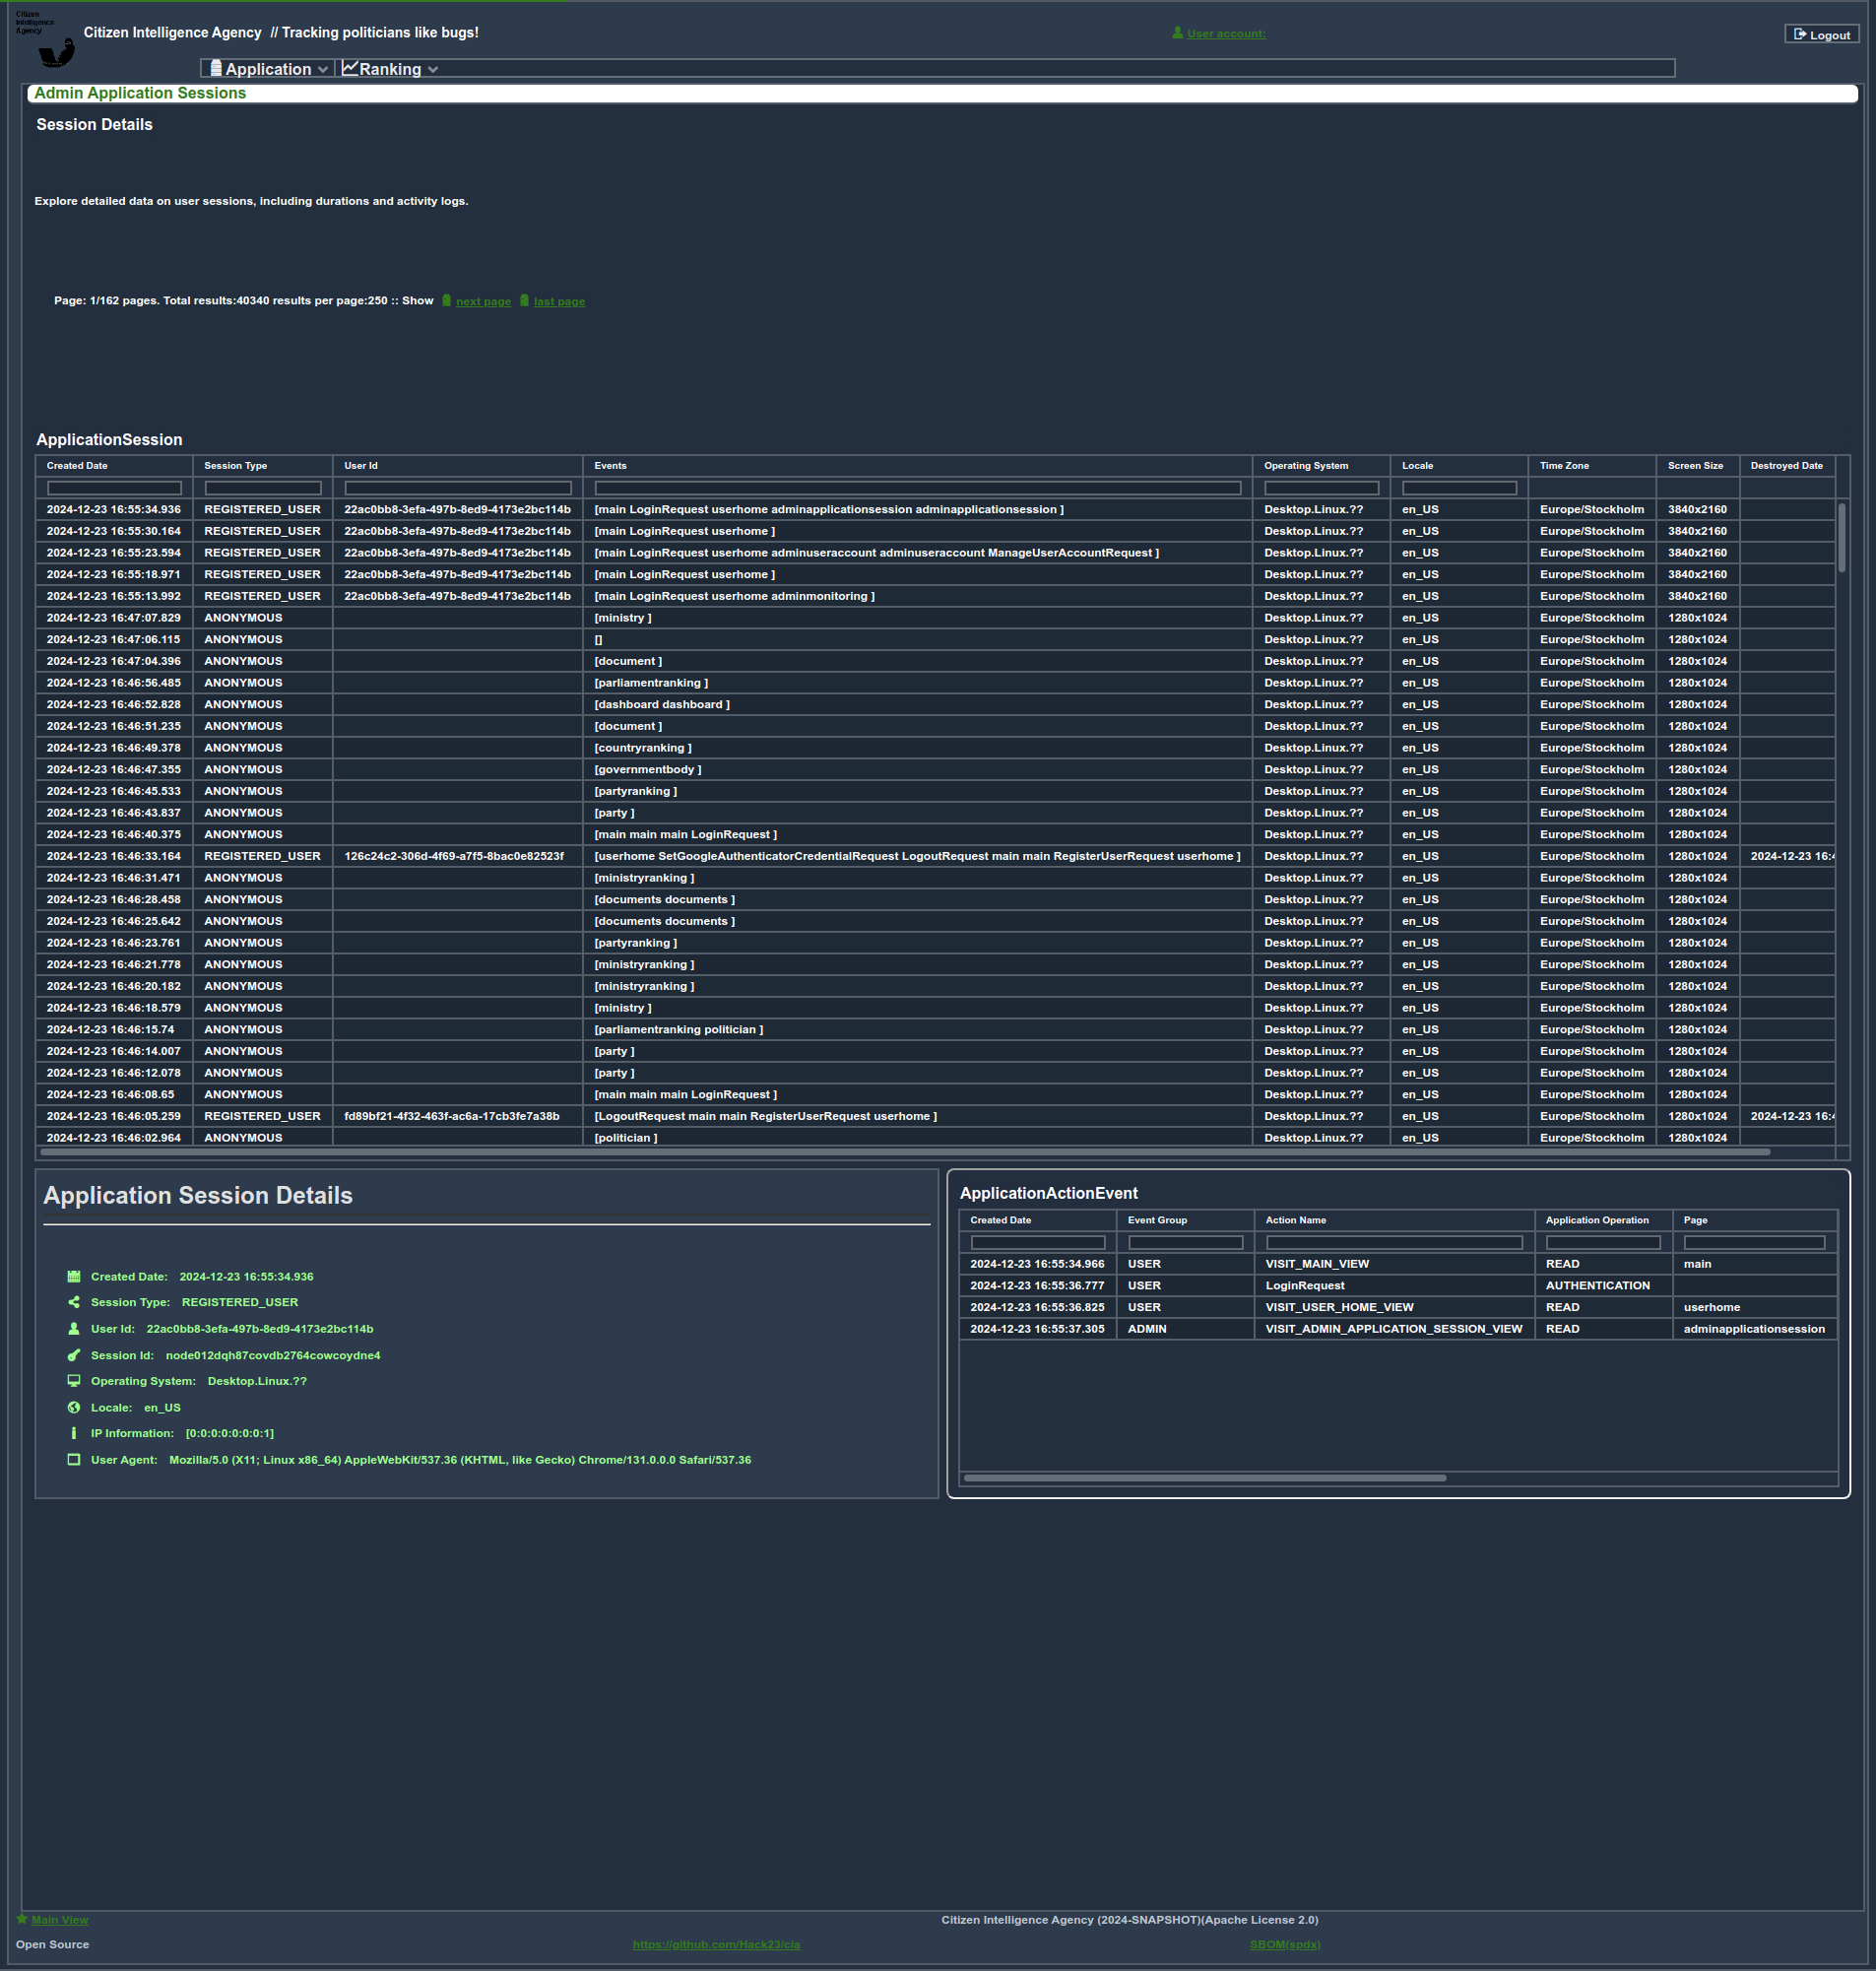 Citizen
Intelligence
Agency
Citizen Intelligence Agency // Tracking politicians like bugs!
User account:
Logout
Application Ranking
Admin Application Sessions
Session Details
Explore detailed data on user sessions, including durations and activity logs.
Page: 1/162 pages. Total results:40340 results per page:250 :: Show next page last page
ApplicationSession
Created Date Session Type User Id Events Operating System Locale Time Zone Screen Size Destroyed Date
2024-12-23 16:55:34.936 REGISTERED_USER 22ac0bb8-3efa-497b-8ed9-4173e2bc114b [main LoginRequest userhome adminapplicationsession adminapplicationsession ] Desktop.Linux.?? en_US Europe/Stockholm 3840x2160
2024-12-23 16:55:30.164 REGISTERED_USER 22ac0bb8-3efa-497b-8ed9-4173e2bc114b [main LoginRequest userhome ] Desktop.Linux.?? en_US Europe/Stockholm 3840x2160
2024-12-23 16:55:23.594 REGISTERED_USER 22ac0bb8-3efa-497b-8ed9-4173e2bc114b [main LoginRequest userhome adminuseraccount adminuseraccount ManageUserAccountRequest ] Desktop.Linux.?? en_US Europe/Stockholm 3840x2160
2024-12-23 16:55:18.971 REGISTERED_USER 22ac0bb8-3efa-497b-8ed9-4173e2bc114b [main LoginRequest userhome ] Desktop.Linux.?? en_US Europe/Stockholm 3840x2160
2024-12-23 16:55:13.992 REGISTERED_USER 22ac0bb8-3efa-497b-8ed9-4173e2bc114b [main LoginRequest userhome adminmonitoring ] Desktop.Linux.?? en_US Europe/Stockholm 3840x2160
2024-12-23 16:47:07.829 ANONYMOUS [ministry ] Desktop.Linux.?? en_US Europe/Stockholm 1280x1024
2024-12-23 16:47:06.115 ANONYMOUS [] Desktop.Linux.?? en_US Europe/Stockholm 1280x1024
2024-12-23 16:47:04.396 ANONYMOUS [document ] Desktop.Linux.?? en_US Europe/Stockholm 1280x1024
2024-12-23 16:46:56.485 ANONYMOUS [parliamentranking ] Desktop.Linux.?? en_US Europe/Stockholm 1280x1024
2024-12-23 16:46:52.828 ANONYMOUS [dashboard dashboard ] Desktop.Linux.?? en_US Europe/Stockholm 1280x1024
2024-12-23 16:46:51.235 ANONYMOUS [document ] Desktop.Linux.?? en_US Europe/Stockholm 1280x1024
2024-12-23 16:46:49.378 ANONYMOUS [countryranking ] Desktop.Linux.?? en_US Europe/Stockholm 1280x1024
2024-12-23 16:46:47.355 ANONYMOUS [governmentbody ] Desktop.Linux.?? en_US Europe/Stockholm 1280x1024
2024-12-23 16:46:45.533 ANONYMOUS [partyranking ] Desktop.Linux.?? en_US Europe/Stockholm 1280x1024
2024-12-23 16:46:43.837 ANONYMOUS [party ] Desktop.Linux.?? en_US Europe/Stockholm 1280x1024
2024-12-23 16:46:40.375 ANONYMOUS [main main main LoginRequest ] Desktop.Linux.?? en_US Europe/Stockholm 1280x1024
2024-12-23 16:46:33.164 REGISTERED_USER 126c24c2-306d-4f69-a7f5-8bac0e82523f [userhome SetGoogleAuthenticatorCredentialRequest LogoutRequest main main RegisterUserRequest userhome ] Desktop.Linux.?? en_US Europe/Stockholm 1280x1024 2024-12-23 16:4
2024-12-23 16:46:31.471 ANONYMOUS [ministryranking ] Desktop.Linux.?? en_US Europe/Stockholm 1280x1024
2024-12-23 16:46:28.458 ANONYMOUS [documents documents ] Desktop.Linux.?? en_US Europe/Stockholm 1280x1024
2024-12-23 16:46:25.642 ANONYMOUS [documents documents ] Desktop.Linux.?? en_US Europe/Stockholm 1280x1024
2024-12-23 16:46:23.761 ANONYMOUS [partyranking ] Desktop.Linux.?? en_US Europe/Stockholm 1280x1024
2024-12-23 16:46:21.778 ANONYMOUS [ministryranking ] Desktop.Linux.?? en_US Europe/Stockholm 1280x1024
2024-12-23 16:46:20.182 ANONYMOUS [ministryranking ] Desktop.Linux.?? en_US Europe/Stockholm 1280x1024
2024-12-23 16:46:18.579 ANONYMOUS [ministry ] Desktop.Linux.?? en_US Europe/Stockholm 1280x1024
2024-12-23 16:46:15.74 ANONYMOUS [parliamentranking politician ] Desktop.Linux.?? en_US Europe/Stockholm 1280x1024
2024-12-23 16:46:14.007 ANONYMOUS [party ] Desktop.Linux.?? en_US Europe/Stockholm 1280x1024
2024-12-23 16:46:12.078 ANONYMOUS [party ] Desktop.Linux.?? en_US Europe/Stockholm 1280x1024
2024-12-23 16:46:08.65 ANONYMOUS [main main main LoginRequest ] Desktop.Linux.?? en_US Europe/Stockholm 1280x1024
2024-12-23 16:46:05.259 REGISTERED_USER fd89bf21-4f32-463f-ac6a-17cb3fe7a38b [LogoutRequest main main RegisterUserRequest userhome ] Desktop.Linux.?? en_US Europe/Stockholm 1280x1024 2024-12-23 16:4
2024-12-23 16:46:02.964 ANONYMOUS [politician ] Desktop.Linux.?? en_US Europe/Stockholm 1280x1024
Application Session Details
Created Date: 2024-12-23 16:55:34.936
Session Type: REGISTERED_USER
User Id: 22ac0bb8-3efa-497b-8ed9-4173e2bc114b
Session Id: node012dqh87covdb2764cowcoydne4
Operating System: Desktop.Linux.??
Locale: en_US
IP Information: [0:0:0:0:0:0:0:1]
User Agent: Mozilla/5.0 (X11; Linux x86_64) AppleWebKit/537.36 (KHTML, like Gecko) Chrome/131.0.0.0 Safari/537.36
ApplicationActionEvent
Created Date Event Group Action Name Application Operation Page
2024-12-23 16:55:34.966 USER VISIT_MAIN_VIEW READ main
2024-12-23 16:55:36.777 USER LoginRequest AUTHENTICATION
2024-12-23 16:55:36.825 USER VISIT_USER_HOME_VIEW READ userhome
2024-12-23 16:55:37.305 ADMIN VISIT_ADMIN_APPLICATION_SESSION_VIEW READ adminapplicationsession
Main View
Citizen Intelligence Agency (2024-SNAPSHOT)(Apache License 2.0)
Open Source
https://github.com/Hack23/cia
SBOM(spdx)